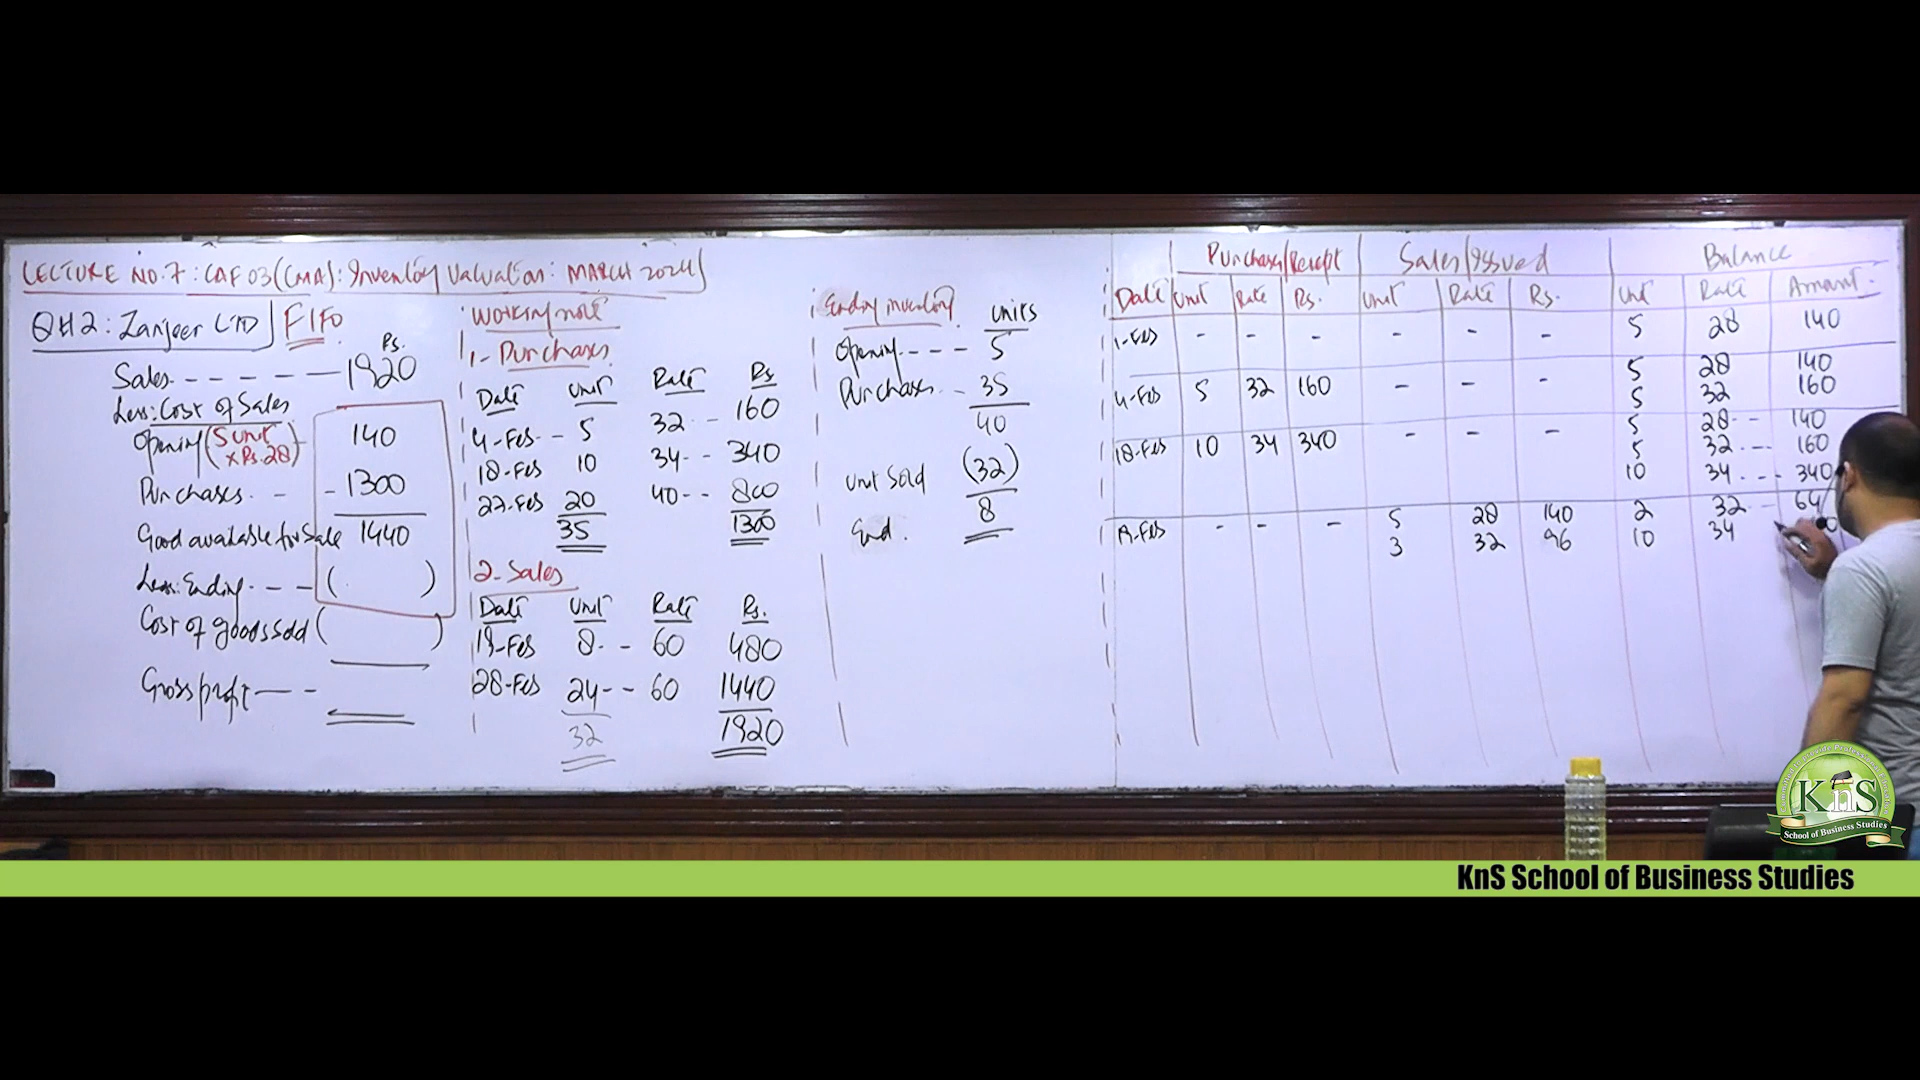 LECTURE NO.7: CAF 03 (CMA): Inventory Valuation: MARCH 2024
Q#2: Zanjeer LTD FIFO
Rs.
Sales - - - - - - 1920
Less: Cost of Sales
Opening (5 unit x Rs.28) 140
Purchases - - 1300
Good available for Sale 1440
Less: Ending - - - ( )
Cost of goods sold ( )
Gross profit - - -
Working note
1- Purchases
Date Unit Rate Rs
4-Feb - 5 32 - - 160
18-Feb 10 34 - - 340
22-Feb 20 40 - - 800
35 1300
2- Sales
Date Unit Rate Rs.
19-Feb 8 - - 60 480
28-Feb 24 - - 60 1440
32 1920
Ending inventory units
Opening - - - - 5
Purchases - - 35
40
Unit Sold (32)
End. 8
Purchases/Receipt Sales/Issued Balance
Date Unit Rate Rs. Unit Rate Rs. Unit Rate Amount
1-Feb - - - - - - 5 28 140
5 28 140
4-Feb 5 32 160 - - - 5 32 160
5 28 - - 140
18-Feb 10 34 340 - - - 5 32 - - - 160
10 34 - - - 340
19-Feb - - - 5 28 140 2 32 - - 64
3 32 96 10 34
KnS
School of Business Studies
KnS School of Business Studies